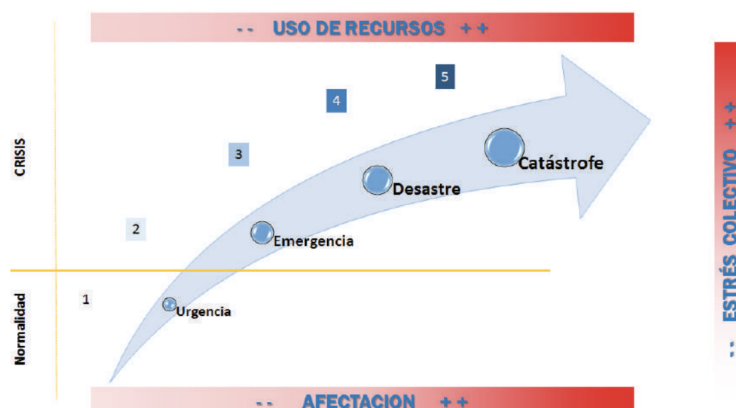 -- USO DE RECURSOS ++
5
4
3
2
1
CRISIS
Normalidad
Catástrofe
Desastre
Emergencia
Urgencia
-- ESTRÉS COLECTIVO ++
-- AFECTACION ++